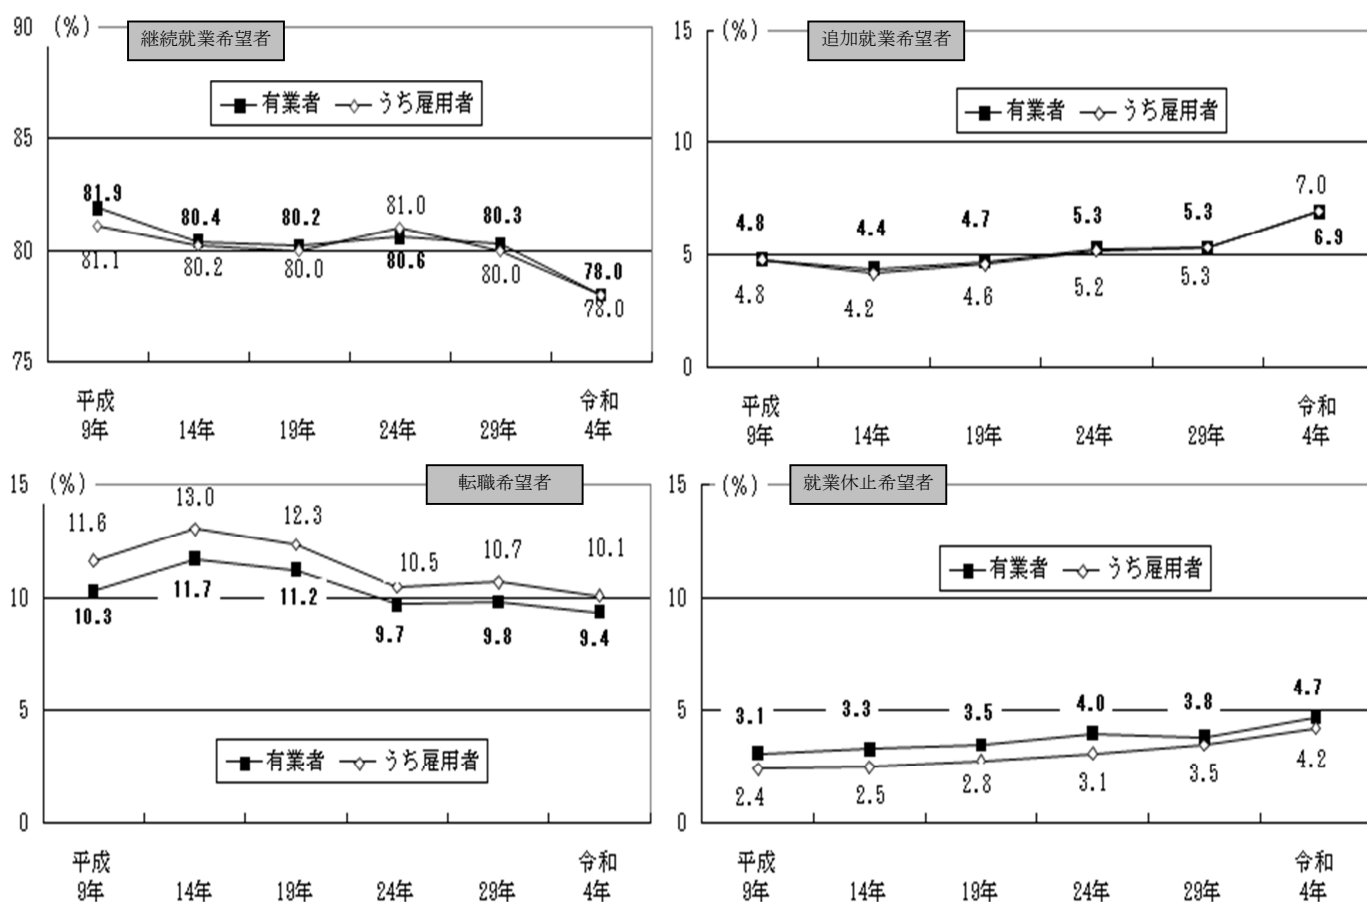 継続就業希望者
(%)
90
85
80
75
有業者 うち雇用者
81.9 80.4 80.2 81.0 80.3 78.0
81.1 80.2 80.0 80.6 80.0 78.0
平成 令和
9年 14年 19年 24年 29年 4年
追加就業希望者
(%)
15
10
5
0
有業者 うち雇用者
4.8 4.4 4.7 5.3 5.3 7.0
4.8 4.2 4.6 5.2 5.3 6.9
平成 令和
9年 14年 19年 24年 29年 4年
転職希望者
(%)
15
10
5
0
11.6 13.0 12.3 10.5 10.7 10.1
10.3 11.7 11.2 9.7 9.8 9.4
有業者 うち雇用者
平成 令和
9年 14年 19年 24年 29年 4年
就業休止希望者
(%)
15
10
5
0
有業者 うち雇用者
3.1 3.3 3.5 4.0 3.8 4.7
2.4 2.5 2.8 3.1 3.5 4.2
平成 令和
9年 14年 19年 24年 29年 4年